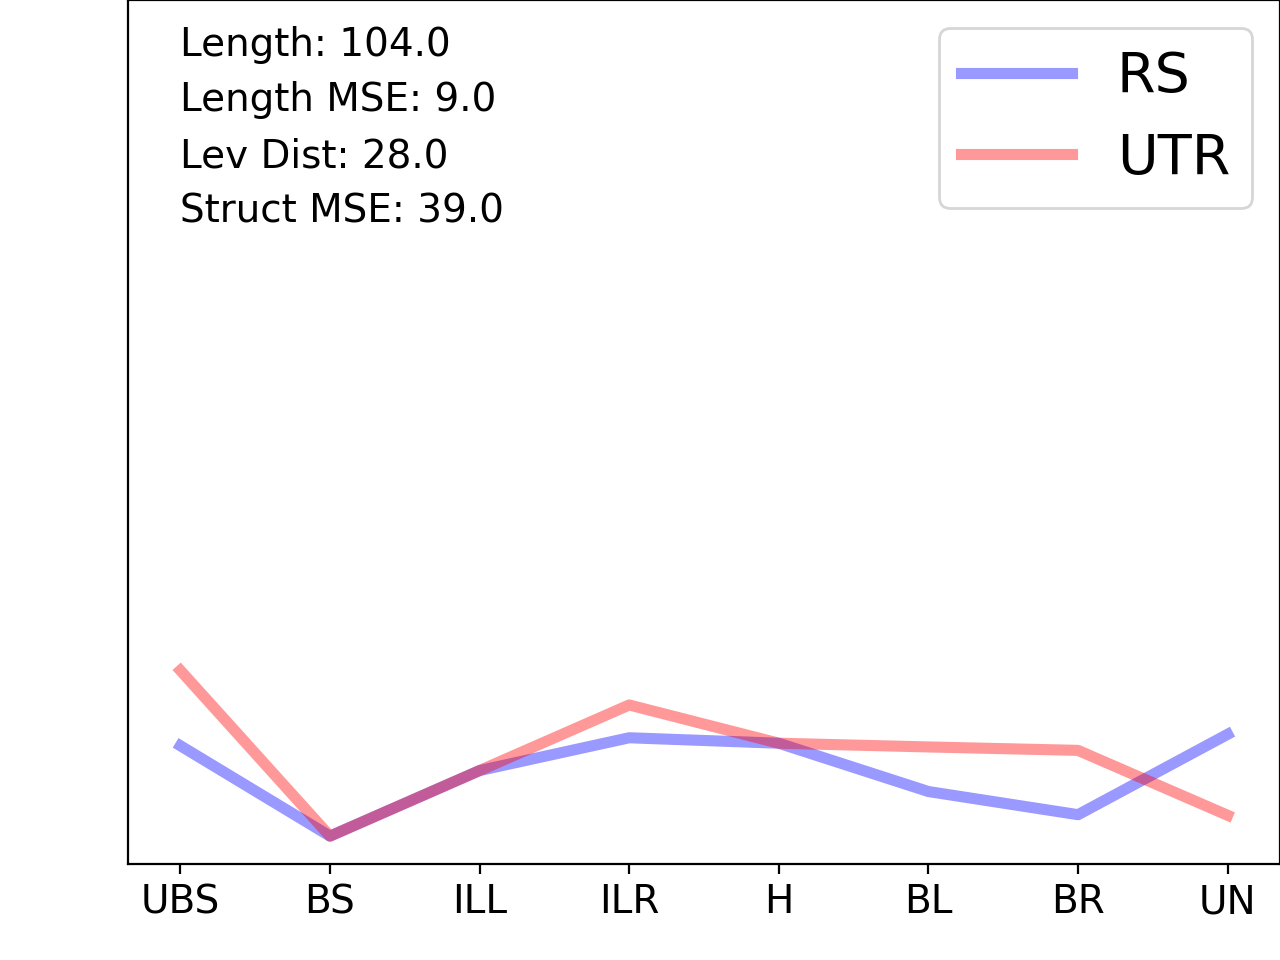 Length: 104.0
Length MSE: 9.0
Lev Dist: 28.0
Struct MSE: 39.0
RS
UTR
UBS BS ILL ILR H BL BR UN